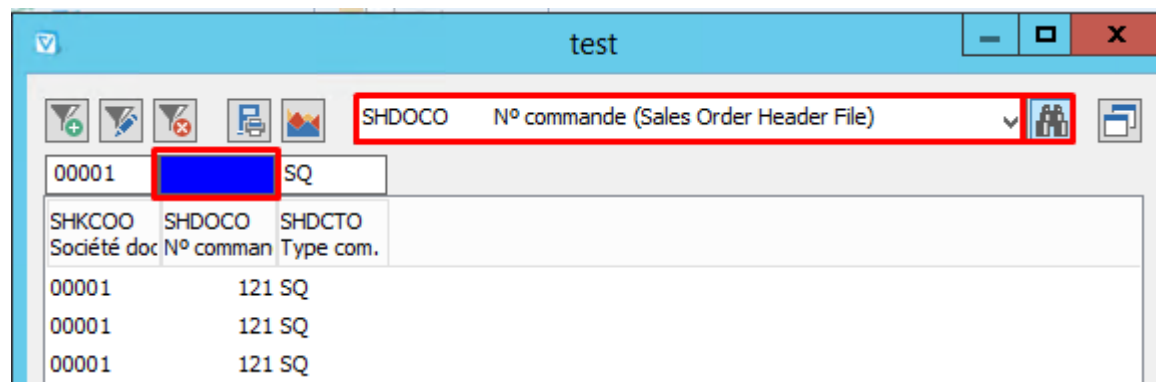 test
SHDOCO Nº commande (Sales Order Header File)
00001 SQ
SHKCOO SHDOCO SHDCTO
Société doc Nº comman Type com.
00001 121 SQ
00001 121 SQ
00001 121 SQ